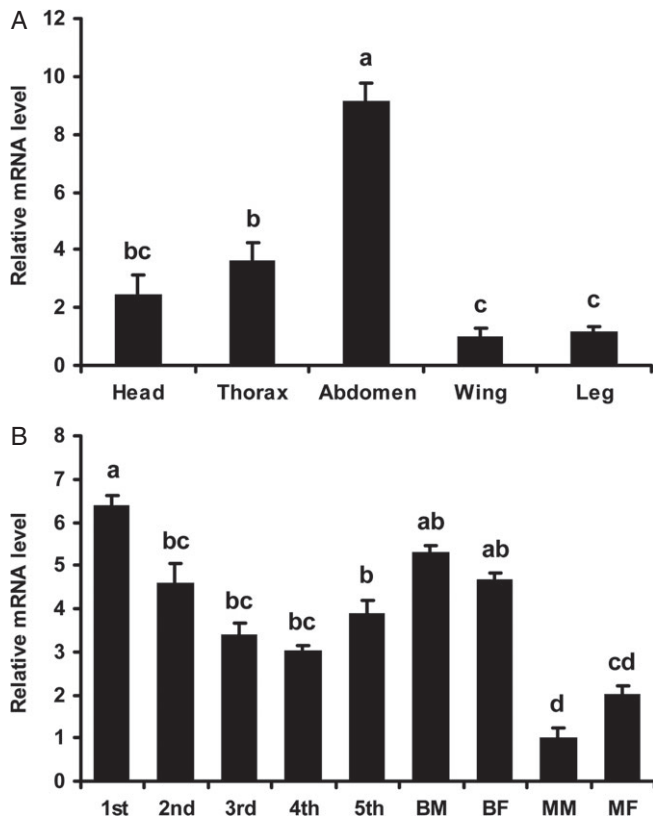 A
Relative mRNA level
12
10
8
6
4
2
0
bc
b
a
c
c
Head Thorax Abdomen Wing Leg
B
Relative mRNA level
8
7
6
5
4
3
2
1
0
a
bc
bc
bc
b
ab
ab
d
cd
1st 2nd 3rd 4th 5th BM BF MM MF